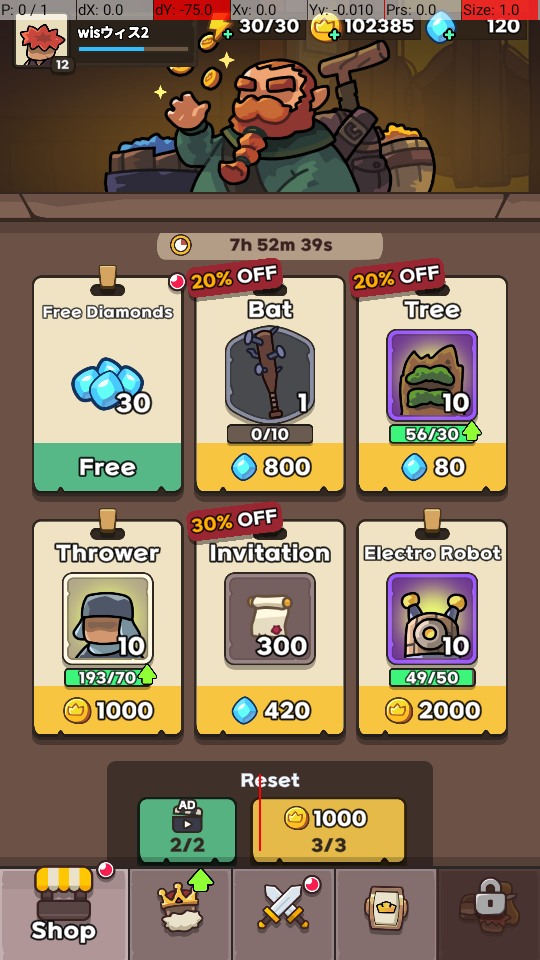 P: 0 / 1
dX: 0.0
dY: -75.0
Xv: 0.0
Yv: -0.010
Prs: 0.0
Size: 1.0
wisウィス2
12
30/30
102385
120
7h 52m 39s
Free Diamonds
30
Free
20% OFF
Bat
1
0/10
800
20% OFF
Tree
10
56/30
80
Thrower
10
193/70
1000
30% OFF
Invitation
300
420
Electro Robot
10
49/50
2000
Reset
AD
2/2
1000
3/3
Shop